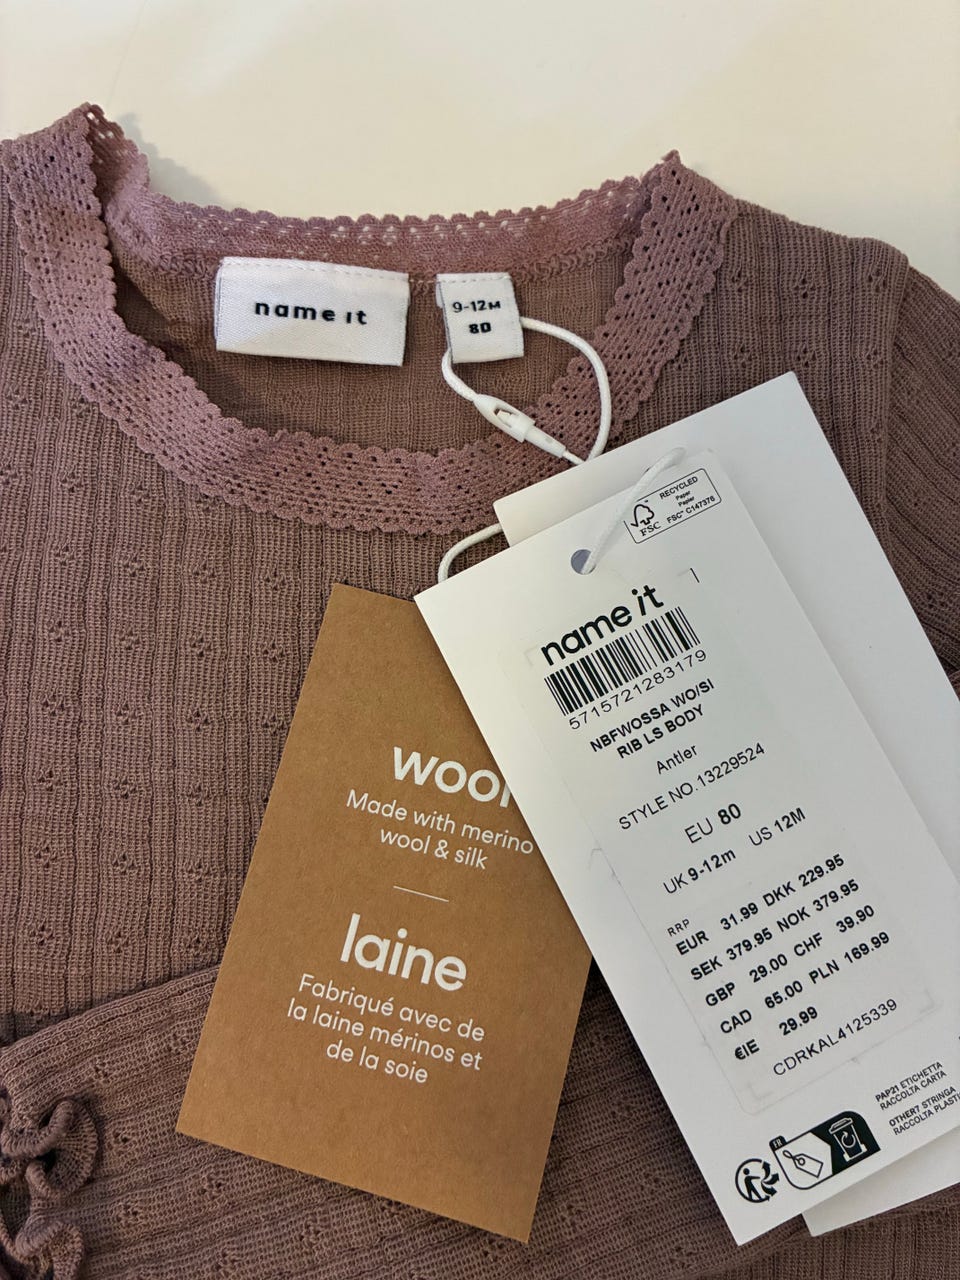 name it
9-12M
80
RECYCLED
Paper
Papier
FSC
FSC® C147376
name it
5715721283179
NBFWOSSA WO/SI
RIB LS BODY
Antler
STYLE NO.13229524
EU 80
UK 9-12m US 12M
RRP
EUR 31.99 DKK 229.95
SEK 379.95 NOK 379.95
GBP 29.00 CHF 39.90
CAD 65.00 PLN 169.99
€IE 29.99
CDRKAL4125339
FR
PAP21 ETICHETTA
RACCOLTA CARTA
OTHER7 STRINGA
RACCOLTA PLASTI
wool
Made with merino
wool & silk
laine
Fabriqué avec de
la laine mérinos et
de la soie